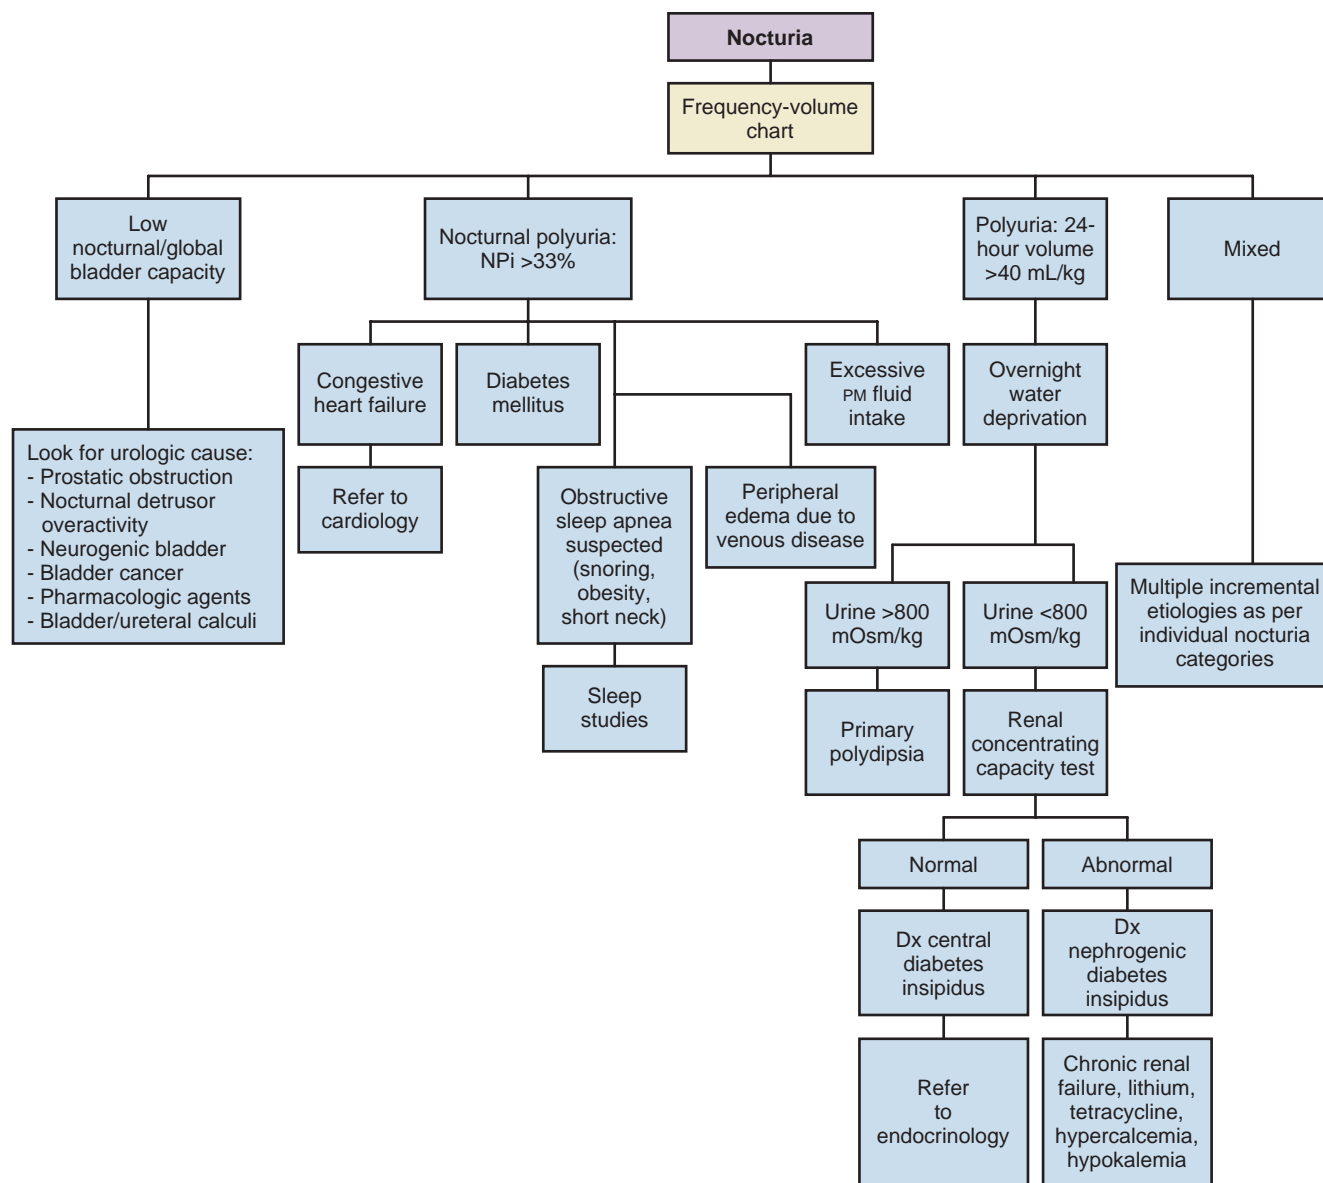 Nocturia
Frequency-volume
chart
Low
nocturnal/global
bladder capacity
Nocturnal polyuria:
NPi >33%
Polyuria: 24-
hour volume
>40 mL/kg
Mixed
Congestive
heart failure
Diabetes
mellitus
Excessive
PM fluid
intake
Overnight
water
deprivation
Look for urologic cause:
- Prostatic obstruction
- Nocturnal detrusor
overactivity
- Neurogenic bladder
- Bladder cancer
- Pharmacologic agents
- Bladder/ureteral calculi
Refer to
cardiology
Obstructive
sleep apnea
suspected
(snoring,
obesity,
short neck)
Peripheral
edema due to
venous disease
Urine >800
mOsm/kg
Urine <800
mOsm/kg
Multiple incremental
etiologies as per
individual nocturia
categories
Sleep
studies
Primary
polydipsia
Renal
concentrating
capacity test
Normal
Abnormal
Dx central
diabetes
insipidus
Dx
nephrogenic
diabetes
insipidus
Refer
to
endocrinology
Chronic renal
failure, lithium,
tetracycline,
hypercalcemia,
hypokalemia